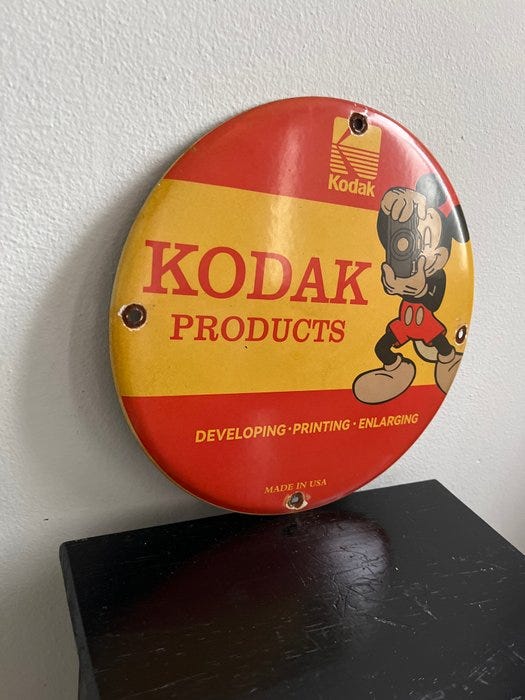 Kodak
KODAK
PRODUCTS
DEVELOPING·PRINTING·ENLARGING
MADE IN USA